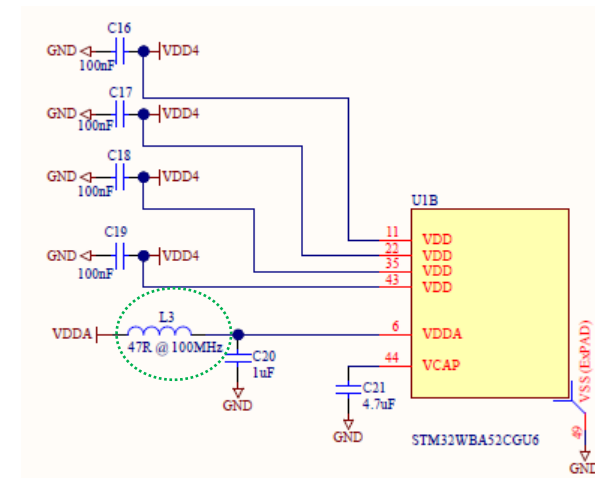 C16
GND
VDD4
100nF
C17
GND
VDD4
100nF
C18
GND
VDD4
100nF
C19
GND
VDD4
100nF
U1B
11 VDD
22 VDD
35 VDD
43 VDD
L3
VDDA
47R @ 100MHz
6 VDDA
C20
1uF
GND
44 VCAP
C21
4.7uF
GND
VSS (ExPAD)
49
GND
STM32WBA52CGU6